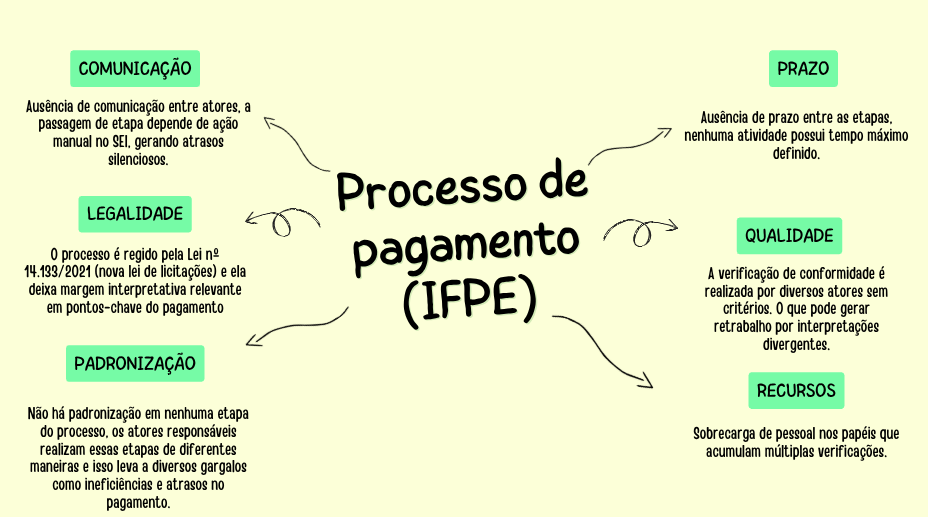 COMUNICAÇÃO
Ausência de comunicação entre atores, a
passagem de etapa depende de ação
manual no SEI, gerando atrasos
silenciosos.
LEGALIDADE
O processo é regido pela Lei nº
14.133/2021 (nova lei de licitações) e ela
deixa margem interpretativa relevante
em pontos-chave do pagamento
PADRONIZAÇÃO
Não há padronização em nenhuma etapa
do processo, os atores responsáveis
realizam essas etapas de diferentes
maneiras e isso leva a diversos gargalos
como ineficiências e atrasos no
pagamento.
Processo de
pagamento
(IFPE)
PRAZO
Ausência de prazo entre as etapas,
nenhuma atividade possui tempo máximo
definido.
QUALIDADE
A verificação de conformidade é
realizada por diversos atores sem
critérios. O que pode gerar
retrabalho por interpretações
divergentes.
RECURSOS
Sobrecarga de pessoal nos papéis que
acumulam múltiplas verificações.